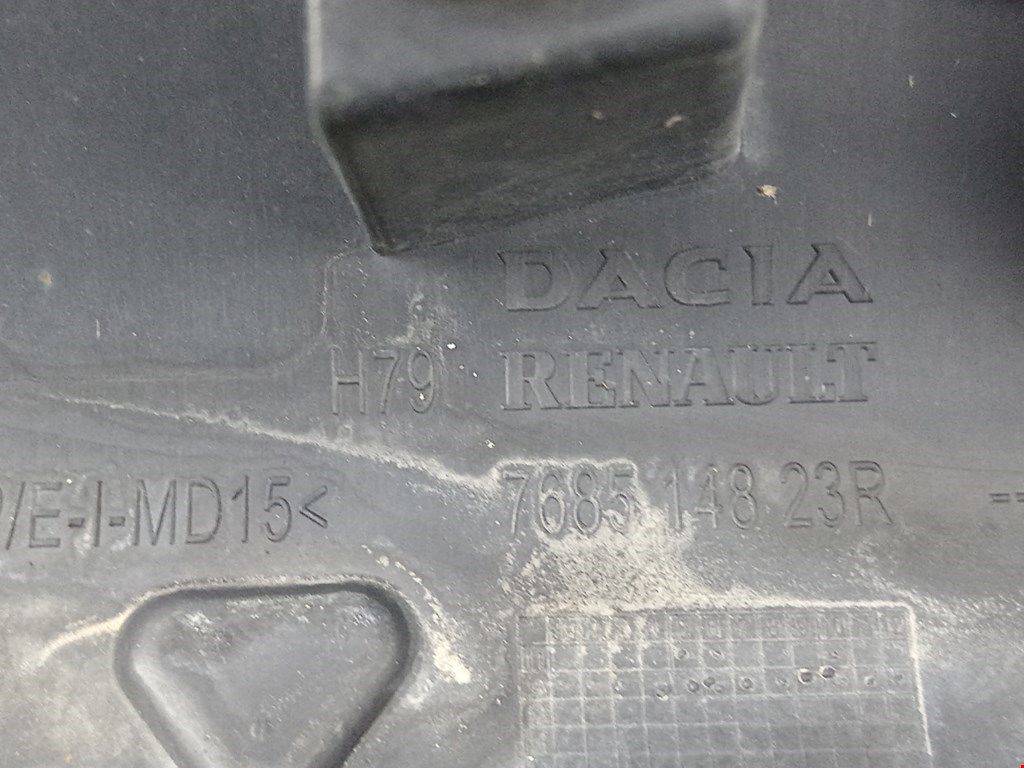 DACIA
H79 RENAULT
/E-I-MD15< 7685 148 23R